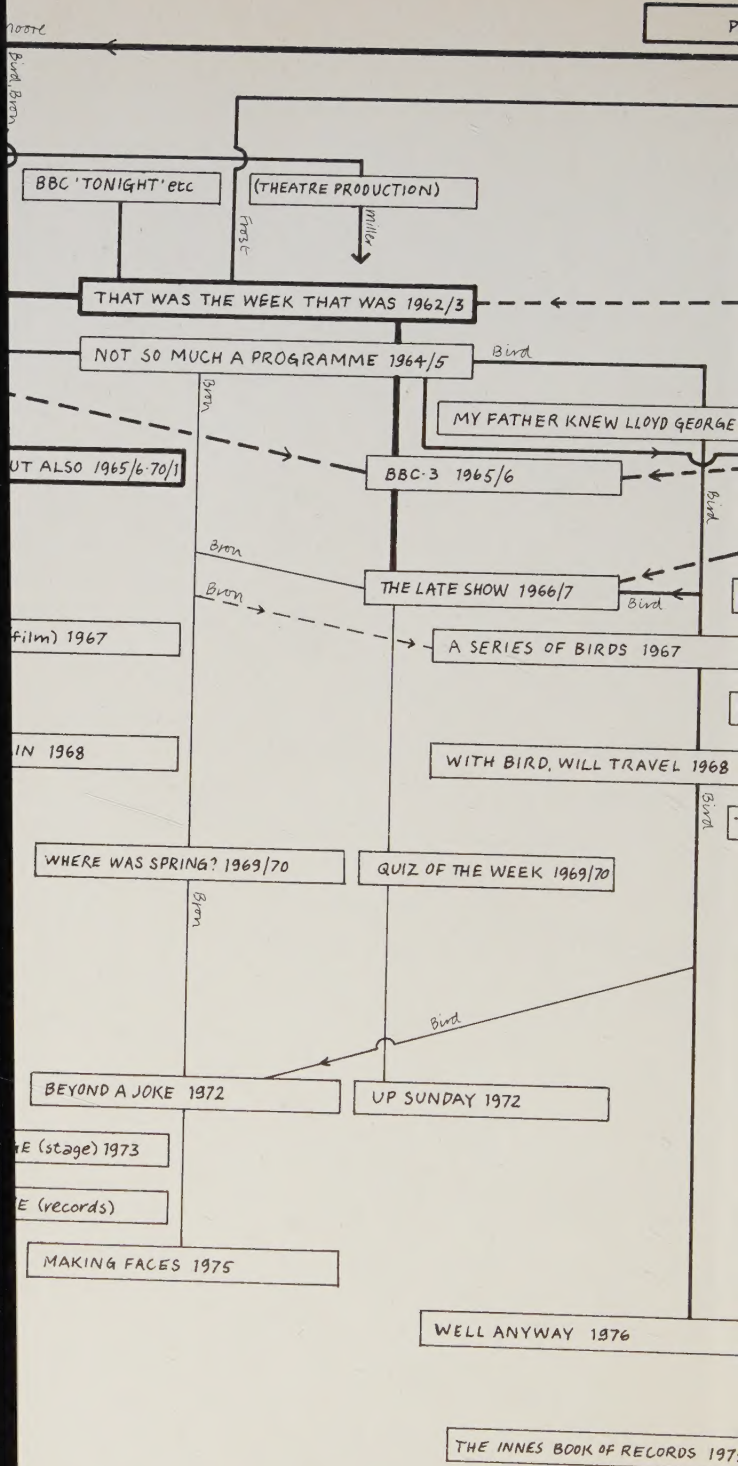 Bird, Bron
BBC 'TONIGHT' etc
(THEATRE PRODUCTION)
Frost
Miller
THAT WAS THE WEEK THAT WAS 1962/3
NOT SO MUCH A PROGRAMME 1964/5
Bird
Bron
MY FATHER KNEW LLOYD GEORGE
UT ALSO 1965/6·70/1
BBC·3 1965/6
Bird
Bron
THE LATE SHOW 1966/7
Bron
Bird
film) 1967
A SERIES OF BIRDS 1967
IN 1968
WITH BIRD, WILL TRAVEL 1968
Bird
WHERE WAS SPRING? 1969/70
QUIZ OF THE WEEK 1969/70
Bron
Bird
BEYOND A JOKE 1972
UP SUNDAY 1972
E (stage) 1973
E (records)
MAKING FACES 1975
WELL ANYWAY 1976
THE INNES BOOK OF RECORDS 197